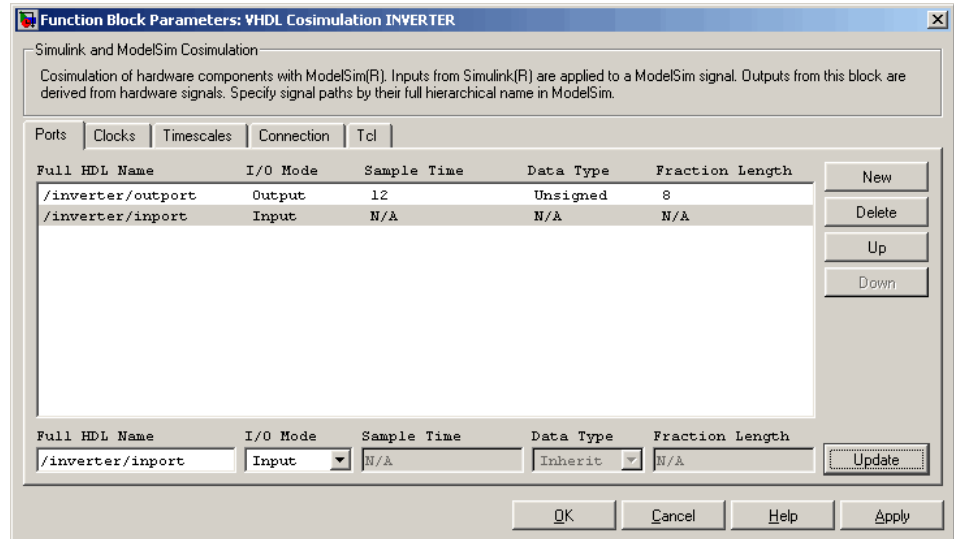 Function Block Parameters: VHDL Cosimulation INVERTER
Simulink and ModelSim Cosimulation
Cosimulation of hardware components with ModelSim(R). Inputs from Simulink(R) are applied to a ModelSim signal. Outputs from this block are
derived from hardware signals. Specify signal paths by their full hierarchical name in ModelSim.
Ports Clocks Timescales Connection Tcl
Full HDL Name I/O Mode Sample Time Data Type Fraction Length
/inverter/outport Output 12 Unsigned 8
/inverter/inport Input N/A N/A N/A
New
Delete
Up
Down
Full HDL Name I/O Mode Sample Time Data Type Fraction Length
/inverter/inport Input N/A Inherit N/A Update
OK Cancel Help Apply